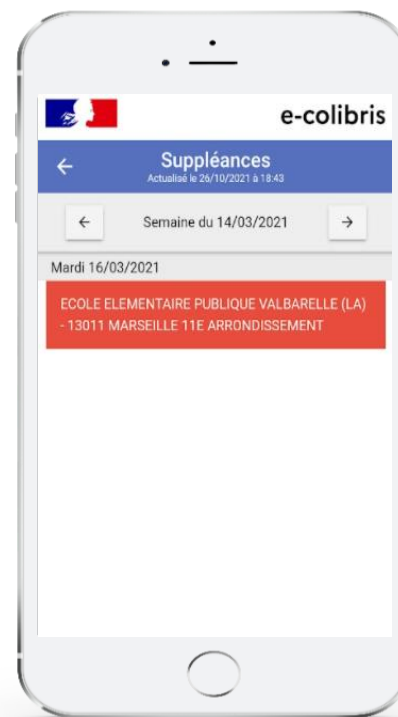 e-colibris
Suppléances
Actualisé le 26/10/2021 à 18:43
Semaine du 14/03/2021
Mardi 16/03/2021
ECOLE ELEMENTAIRE PUBLIQUE VALBARELLE (LA)
- 13011 MARSEILLE 11E ARRONDISSEMENT